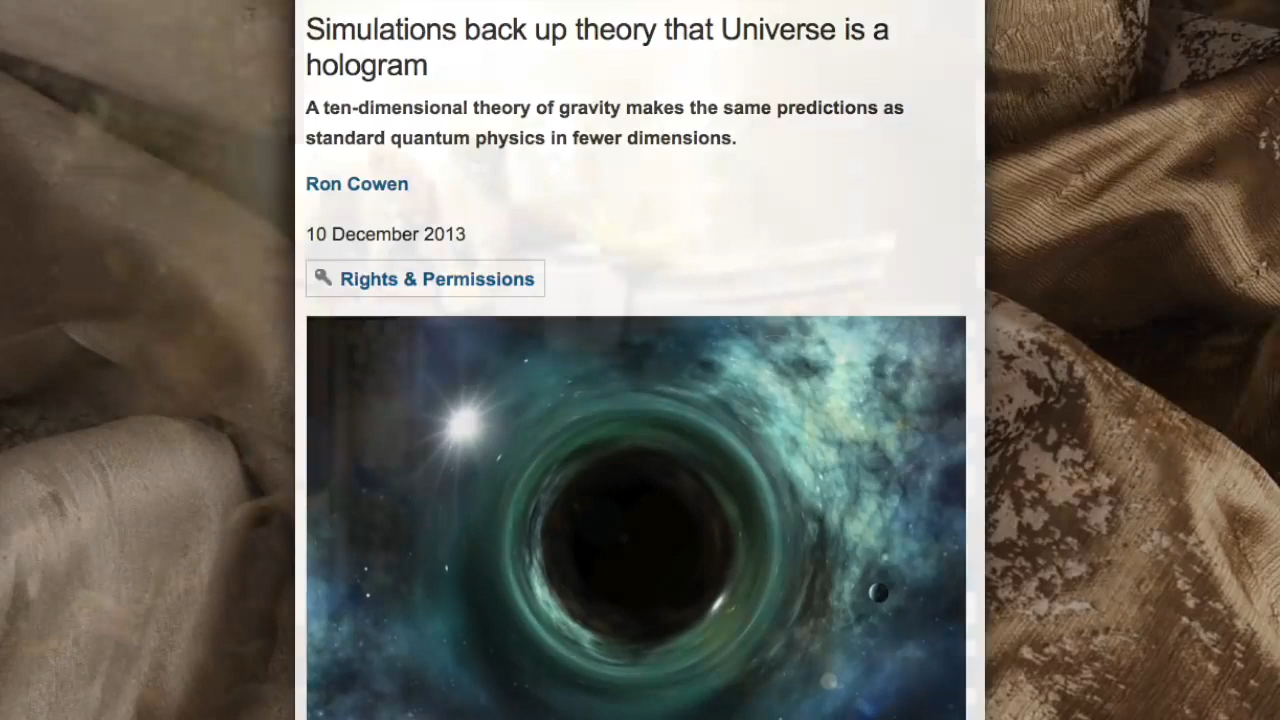 Simulations back up theory that Universe is a
hologram
A ten-dimensional theory of gravity makes the same predictions as
standard quantum physics in fewer dimensions.
Ron Cowen
10 December 2013
Rights & Permissions